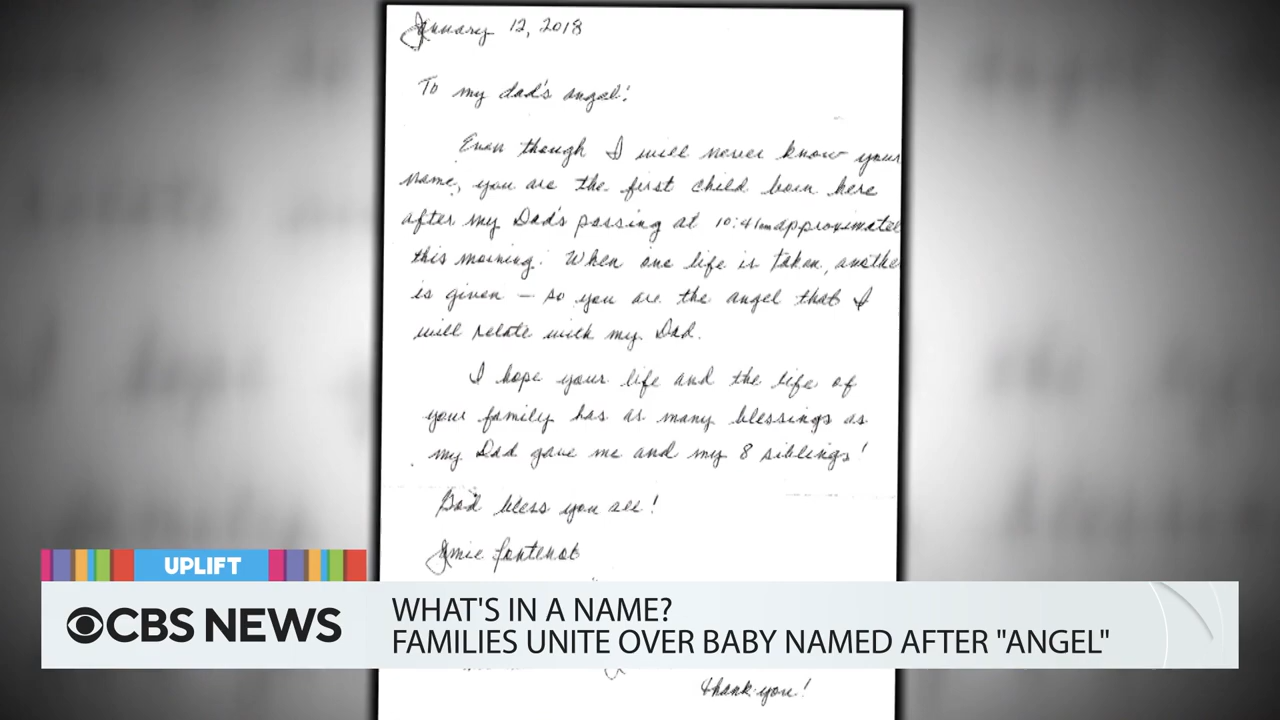 January 12, 2018
To my dad's angel:
Even though I will never know your
name, you are the first child born here
after my Dad's passing at 10:41am approximatel
this morning. When one life is taken, anothe
is given – so you are the angel that I
will relate with my Dad.
I hope your life and the life of
your family has as many blessings as
my Dad gave me and my 8 siblings!
God bless you all!
Jamie Fontenot
thank you!
UPLIFT
CBS NEWS
WHAT'S IN A NAME?
FAMILIES UNITE OVER BABY NAMED AFTER "ANGEL"